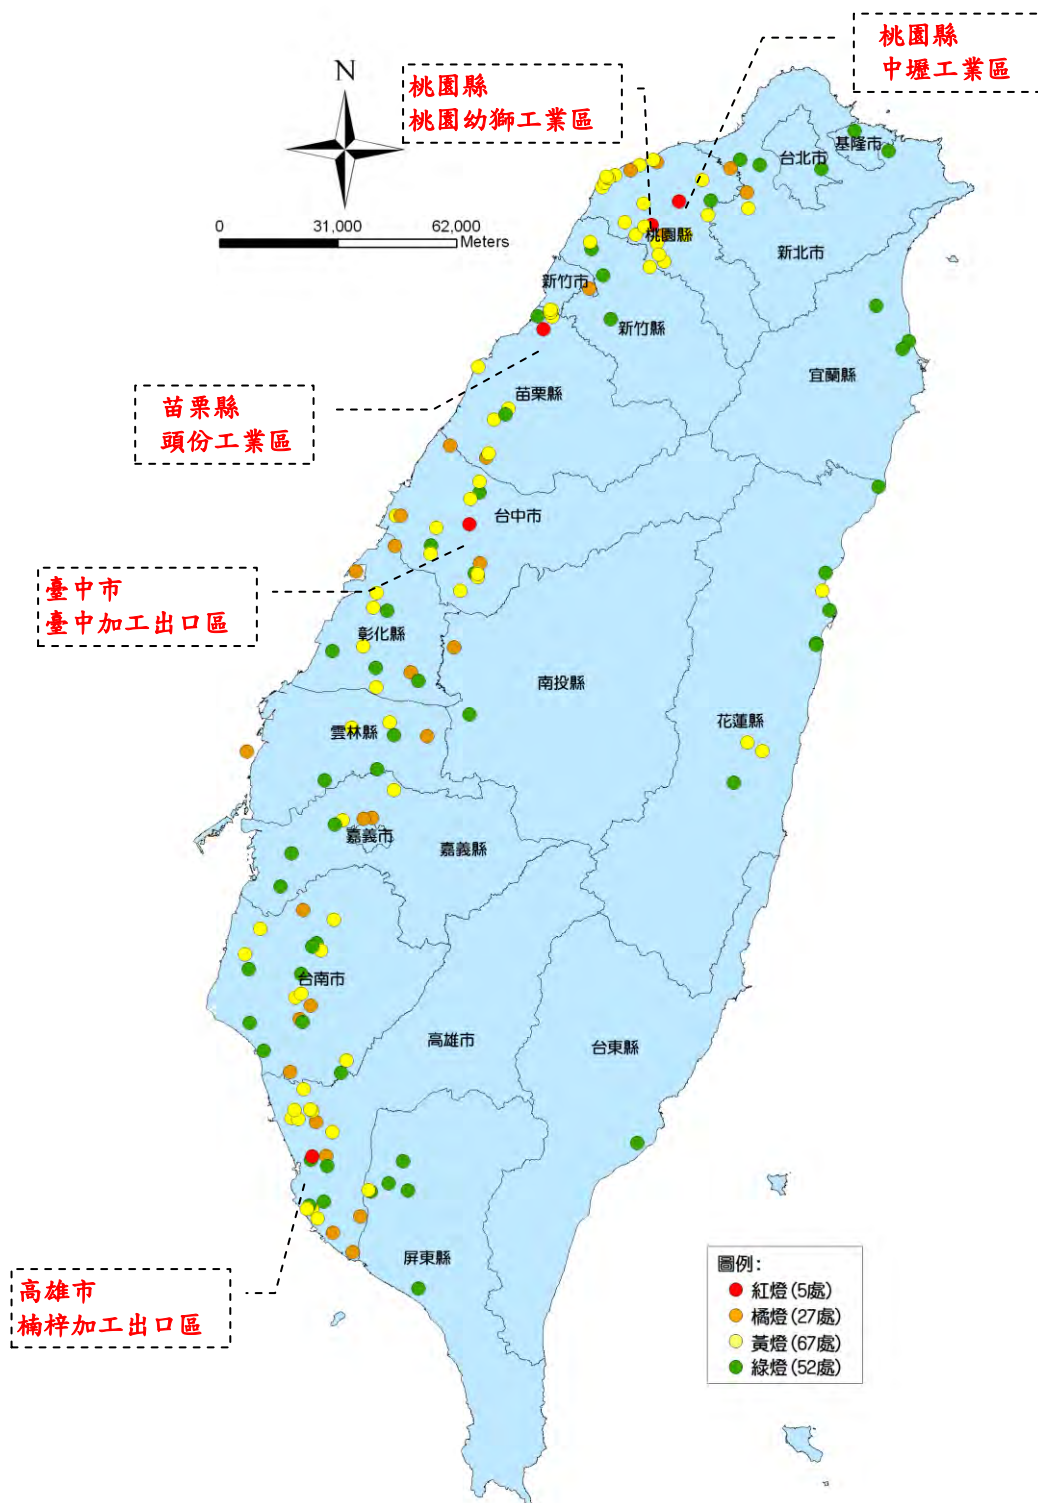 桃園縣
中壢工業區
桃園縣
桃園幼獅工業區
N
0 31,000 62,000
Meters
基隆市
台北市
新北市
桃園縣
新竹市
新竹縣
宜蘭縣
苗栗縣
頭份工業區
苗栗縣
台中市
臺中市
臺中加工出口區
彰化縣
南投縣
花蓮縣
雲林縣
嘉義市
嘉義縣
台南市
高雄市
台東縣
屏東縣
高雄市
楠梓加工出口區
圖例:
紅燈(5處)
橘燈(27處)
黃燈(67處)
綠燈(52處)